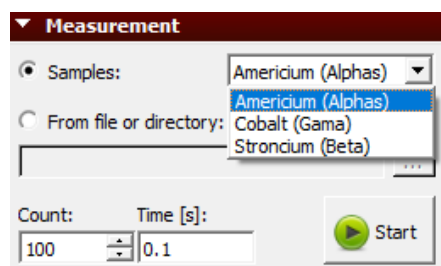 Measurement
Samples: Americium (Alphas)
Americium (Alphas)
From file or directory: Cobalt (Gama)
Stroncium (Beta)
...
Count: Time [s]:
100 0.1 Start